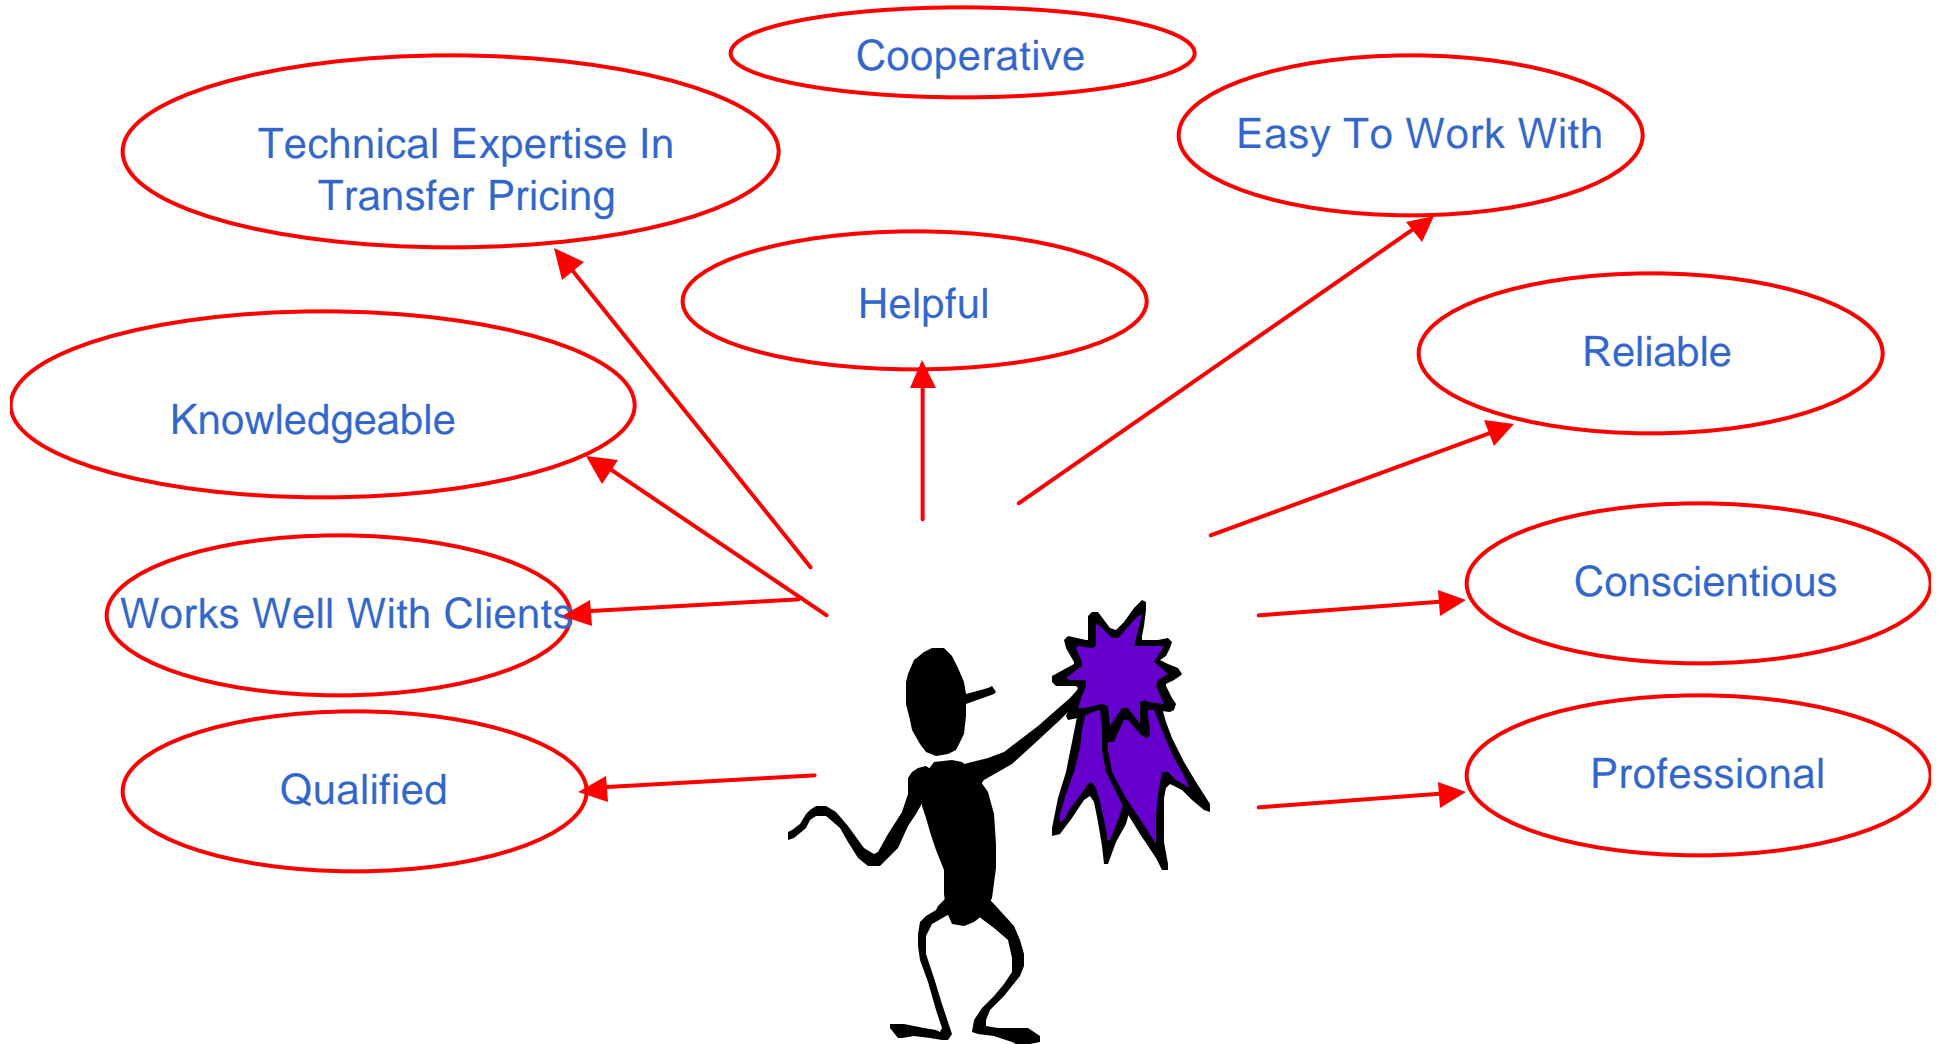 Cooperative
Technical Expertise In
Transfer Pricing
Easy To Work With
Helpful
Reliable
Knowledgeable
Works Well With Clients
Conscientious
Qualified
Professional